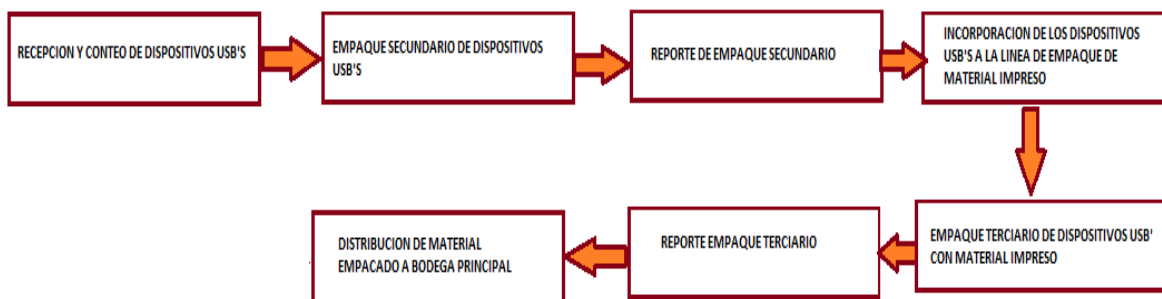 RECEPCION Y CONTEO DE DISPOSITIVOS USB'S
EMPAQUE SECUNDARIO DE DISPOSITIVOS
USB'S
REPORTE DE EMPAQUE SECUNDARIO
INCORPORACION DE LOS DISPOSITIVOS
USB'S A LA LINEA DE EMPAQUE DE
MATERIAL IMPRESO
EMPAQUE TERCIARIO DE DISPOSITIVOS USB'
CON MATERIAL IMPRESO
REPORTE EMPAQUE TERCIARIO
DISTRIBUCION DE MATERIAL
EMPACADO A BODEGA PRINCIPAL